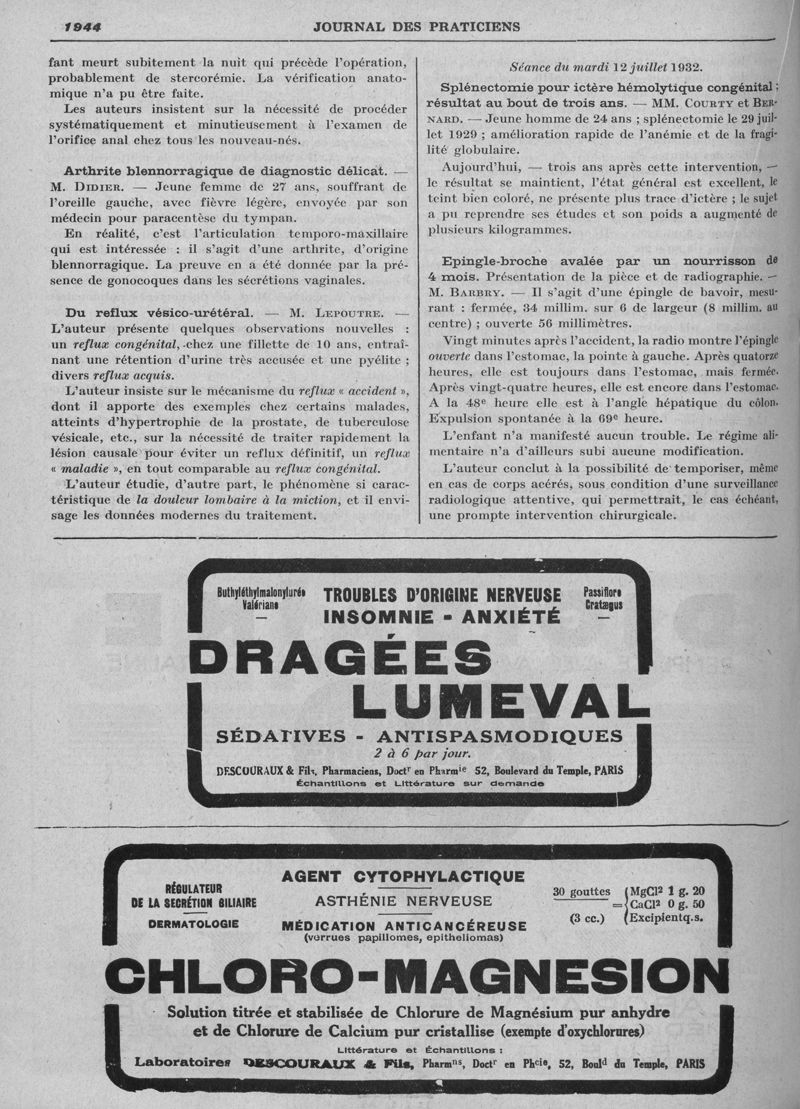 1944
JOURNAL DES PRATICIENS
fant meurt subitement la nuit qui précède l'opération,
probablement de stercorémie. La vérification anato-
mique n'a pu être faite.
Les auteurs insistent sur la nécessité de procéder
systématiquement et minutieusement à l'examen de
l'orifice anal chez tous les nouveau-nés.
Arthrite blennorragique de diagnostic délicat. —
M. DIDIER. — Jeune femme de 27 ans, souffrant de
l'oreille gauche, avec fièvre légère, envoyée par son
médecin pour paracentèse du tympan.
En réalité, c'est l'articulation temporo-maxillaire
qui est intéressée : il s'agit d'une arthrite, d'origine
blennorragique. La preuve en a été donnée par la pré-
sence de gonocoques dans les sécrétions vaginales.
Du reflux vésico-urétéral. — M. LEPOUTRE. —
L'auteur présente quelques observations nouvelles :
un reflux congénital, chez une fillette de 10 ans, entraî-
nant une rétention d'urine très accusée et une pyélite ;
divers reflux acquis.
L'auteur insiste sur le mécanisme du reflux « accident »,
dont il apporte des exemples chez certains malades,
atteints d'hypertrophie de la prostate, de tuberculose
vésicale, etc., sur la nécessité de traiter rapidement la
lésion causale pour éviter un reflux définitif, un reflux
« maladie », en tout comparable au reflux congénital.
L'auteur étudie, d'autre part, le phénomène si carac-
téristique de la douleur lombaire à la miction, et il envi-
sage les données modernes du traitement.
Séance du mardi 12 juillet 1932.
Splénectomie pour ictère hémolytique congénital ;
résultat au bout de trois ans. — MM. COURTY et BER-
NARD. — Jeune homme de 24 ans ; splénectomie le 29 juil-
let 1929 ; amélioration rapide de l'anémie et de la fragi-
lité globulaire.
Aujourd'hui, — trois ans après cette intervention, —
le résultat se maintient, l'état général est excellent, le
teint bien coloré, ne présente plus trace d'ictère ; le sujet
a pu reprendre ses études et son poids a augmenté de
plusieurs kilogrammes.
Epingle-broche avalée par un nourrisson de
4 mois. Présentation de la pièce et de radiographie. —
M. BARBRY. — Il s'agit d'une épingle de bavoir, mesu-
rant : fermée, 34 millim. sur 6 de largeur (8 millim. au
centre) ; ouverte 56 millimètres.
Vingt minutes après l'accident, la radio montre l'épingle
ouverte dans l'estomac, la pointe à gauche. Après quatorze
heures, elle est toujours dans l'estomac, mais fermée.
Après vingt-quatre heures, elle est encore dans l'estomac.
A la 48e heure elle est à l'angle hépatique du côlon.
Expulsion spontanée à la 69e heure.
L'enfant n'a manifesté aucun trouble. Le régime ali-
mentaire n'a d'ailleurs subi aucune modification.
L'auteur conclut à la possibilité de temporiser, même
en cas de corps acérés, sous condition d'une surveillance
radiologique attentive, qui permettrait, le cas échéant,
une prompte intervention chirurgicale.
Buthyléthylmalonylurée
Valériane
TROUBLES D'ORIGINE NERVEUSE
INSOMNIE - ANXIÉTÉ
Passiflore
Cratægus
DRAGÉES
LUMEVAL
SÉDATIVES - ANTISPASMODIQUES
2 à 6 par jour.
DESCOURAUX & Fils, Pharmaciens, Doctr en Pharmie 52, Boulevard du Temple, PARIS
Échantillons et Littérature sur demande
RÉGULATEUR
DE LA SECRÉTION BILIAIRE
DERMATOLOGIE
AGENT CYTOPHYLACTIQUE
ASTHÉNIE NERVEUSE
MÉDICATION ANTICANCÉREUSE
(verrues papillomes, epitheliomas)
30 gouttes
(3 cc.)
=
MgCl² 1 g. 20
CaCl² 0 g. 50
Excipient q.s.
CHLORO-MAGNESION
Solution titrée et stabilisée de Chlorure de Magnésium pur anhydre
et de Chlorure de Calcium pur cristallise (exempte d'oxychlorures)
Littérature et Échantillons :
Laboratoires DESCOURAUX & Fils, Pharmns, Doctr en Phcie, 52, Bould du Temple, PARIS